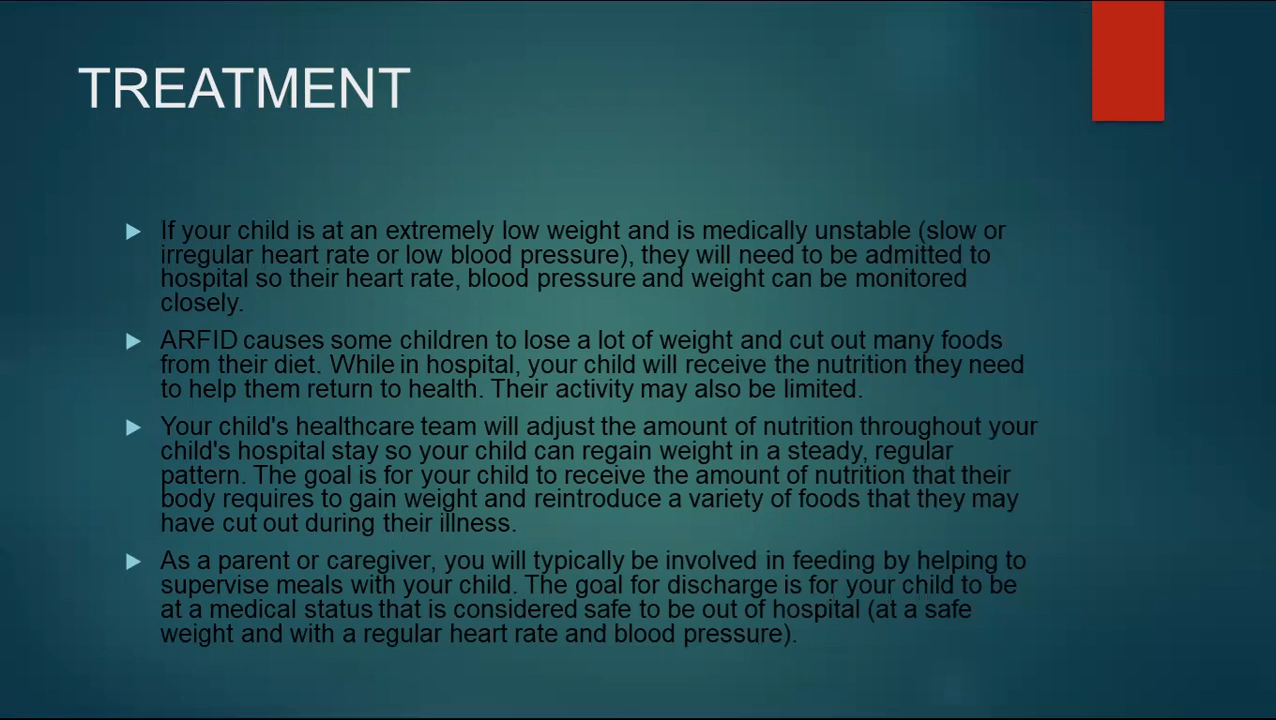 TREATMENT
If your child is at an extremely low weight and is medically unstable (slow or
irregular heart rate or low blood pressure), they will need to be admitted to
hospital so their heart rate, blood pressure and weight can be monitored
closely.
ARFID causes some children to lose a lot of weight and cut out many foods
from their diet. While in hospital, your child will receive the nutrition they need
to help them return to health. Their activity may also be limited.
Your child's healthcare team will adjust the amount of nutrition throughout your
child's hospital stay so your child can regain weight in a steady, regular
pattern. The goal is for your child to receive the amount of nutrition that their
body requires to gain weight and reintroduce a variety of foods that they may
have cut out during their illness.
As a parent or caregiver, you will typically be involved in feeding by helping to
supervise meals with your child. The goal for discharge is for your child to be
at a medical status that is considered safe to be out of hospital (at a safe
weight and with a regular heart rate and blood pressure).